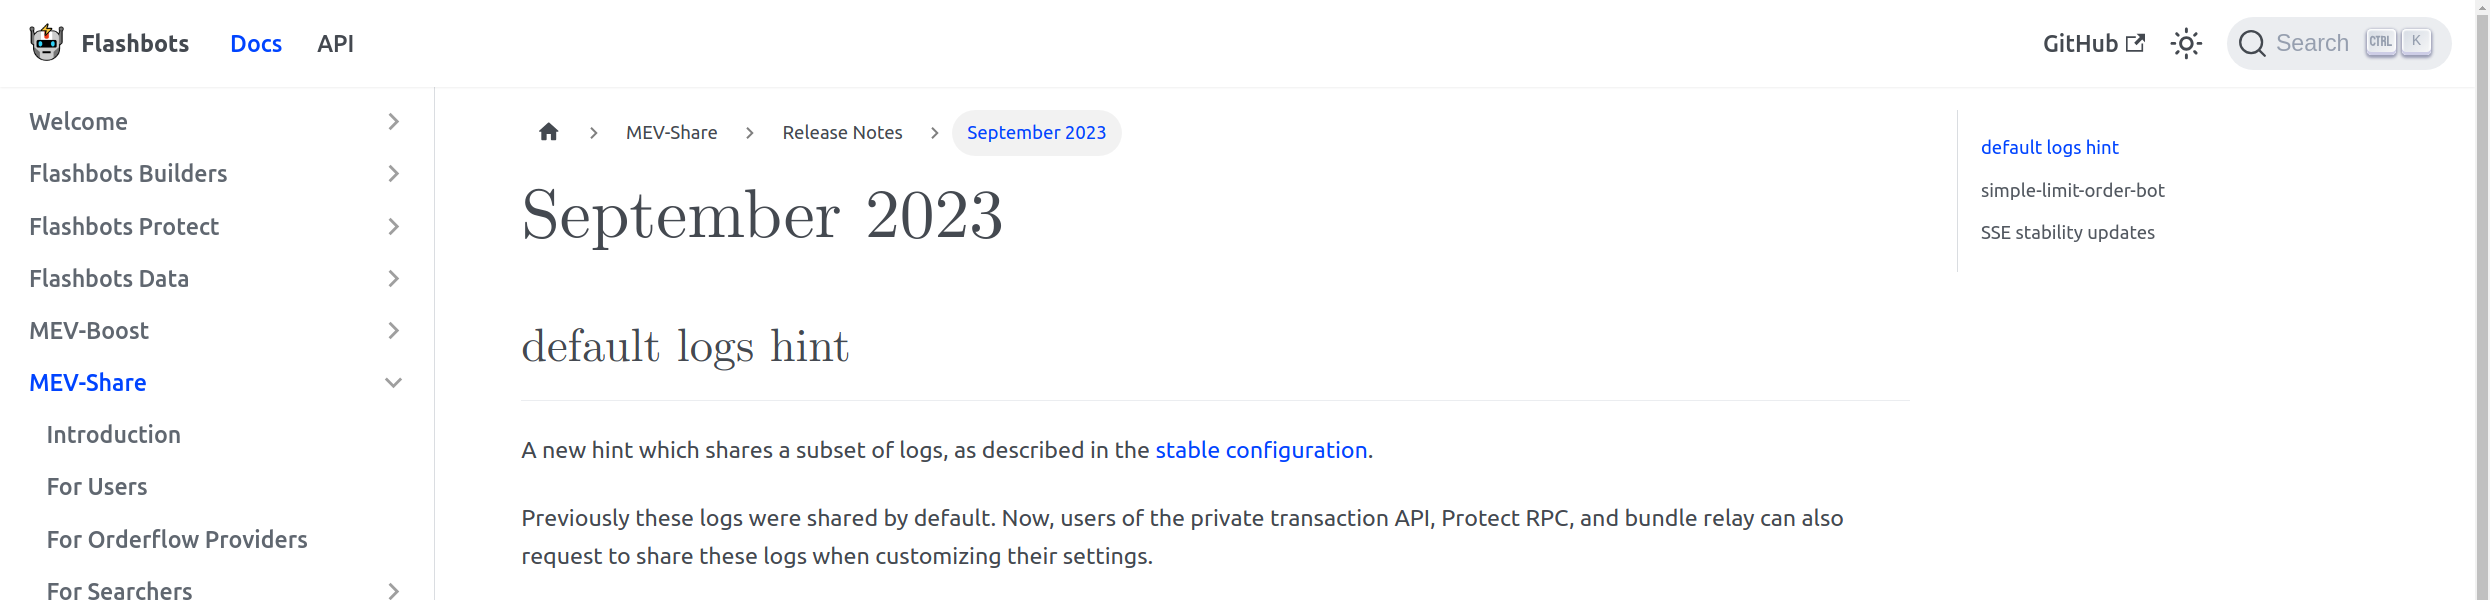 Flashbots Docs API GitHub Search CTRL K
Welcome
Flashbots Builders
Flashbots Protect
Flashbots Data
MEV-Boost
MEV-Share
Introduction
For Users
For Orderflow Providers
For Searchers
MEV-Share Release Notes September 2023
September 2023
default logs hint
A new hint which shares a subset of logs, as described in the stable configuration.
Previously these logs were shared by default. Now, users of the private transaction API, Protect RPC, and bundle relay can also
request to share these logs when customizing their settings.
default logs hint
simple-limit-order-bot
SSE stability updates